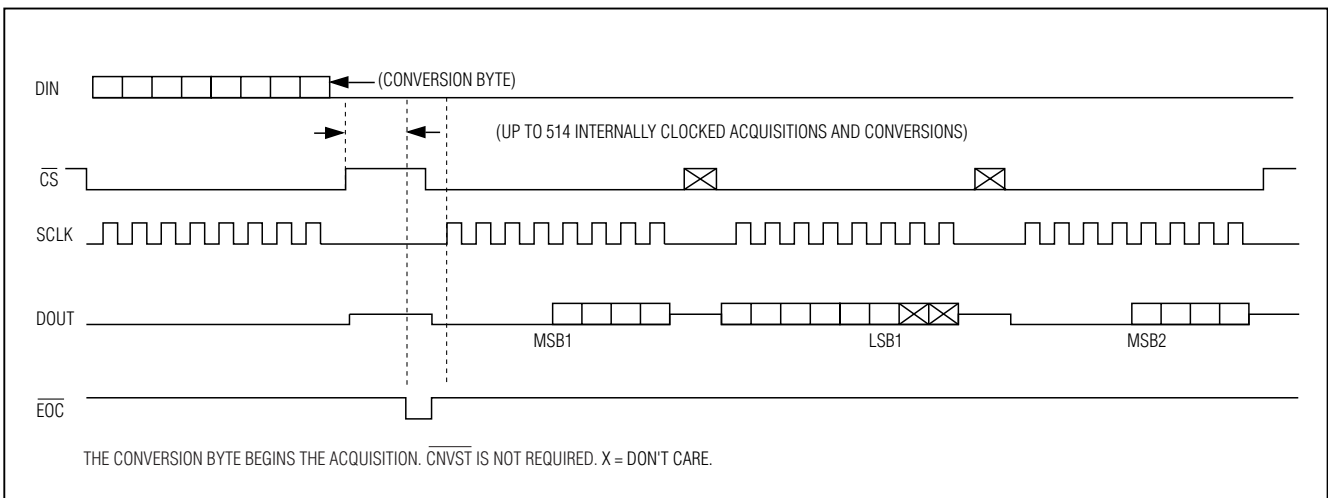 DIN
(CONVERSION BYTE)
(UP TO 514 INTERNALLY CLOCKED ACQUISITIONS AND CONVERSIONS)
CS
SCLK
DOUT
MSB1
LSB1
MSB2
EOC
THE CONVERSION BYTE BEGINS THE ACQUISITION. CNVST IS NOT REQUIRED. X = DON'T CARE.